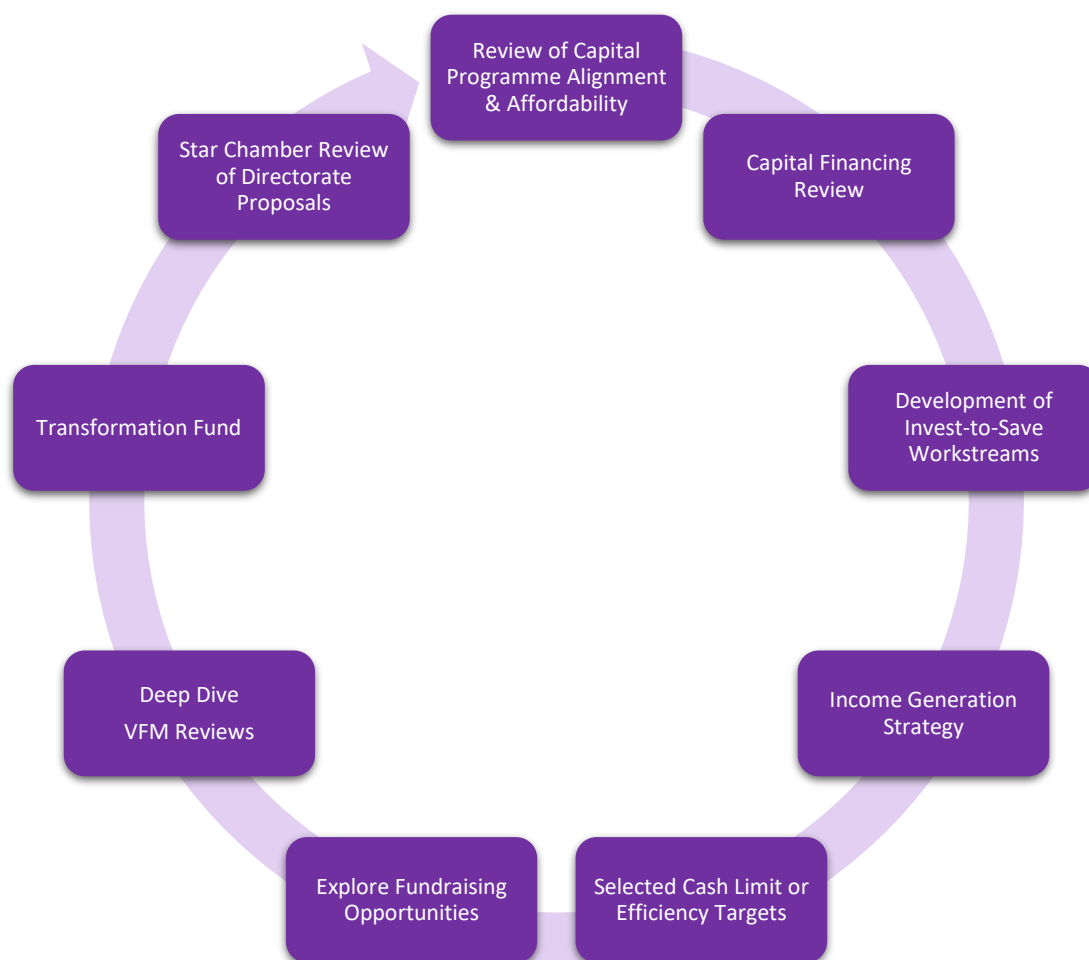 Review of Capital
Programme Alignment
& Affordability
Capital Financing
Review
Development of
Invest-to-Save
Workstreams
Income Generation
Strategy
Selected Cash Limit or
Efficiency Targets
Explore Fundraising
Opportunities
Deep Dive
VFM Reviews
Transformation Fund
Star Chamber Review
of Directorate
Proposals